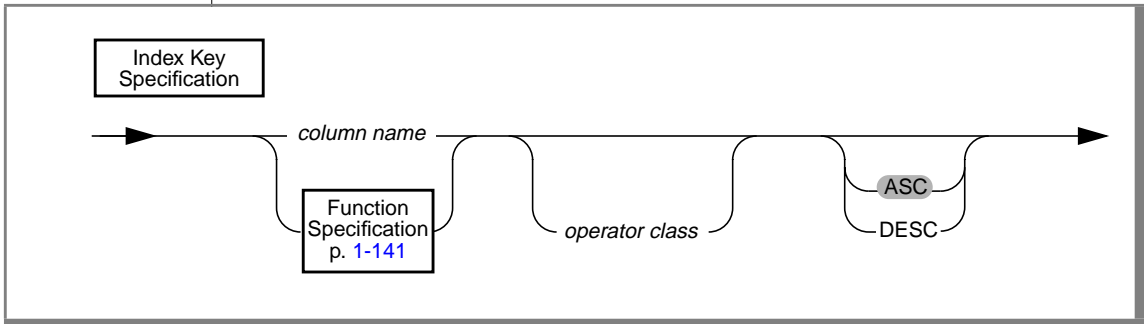 Index Key
Specification
column name
Function
Specification
p. 1-141
operator class
ASC
DESC